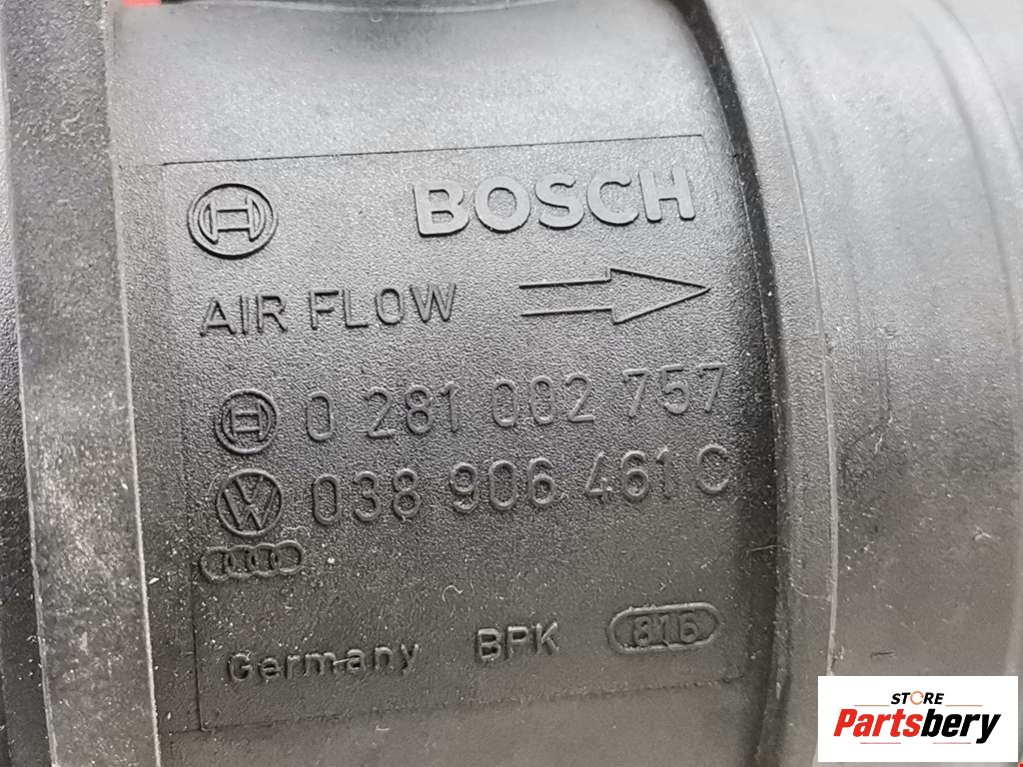 BOSCH
AIR FLOW
0 281 002 757
038 906 461 C
Germany BPK 816
STORE
Partsbery